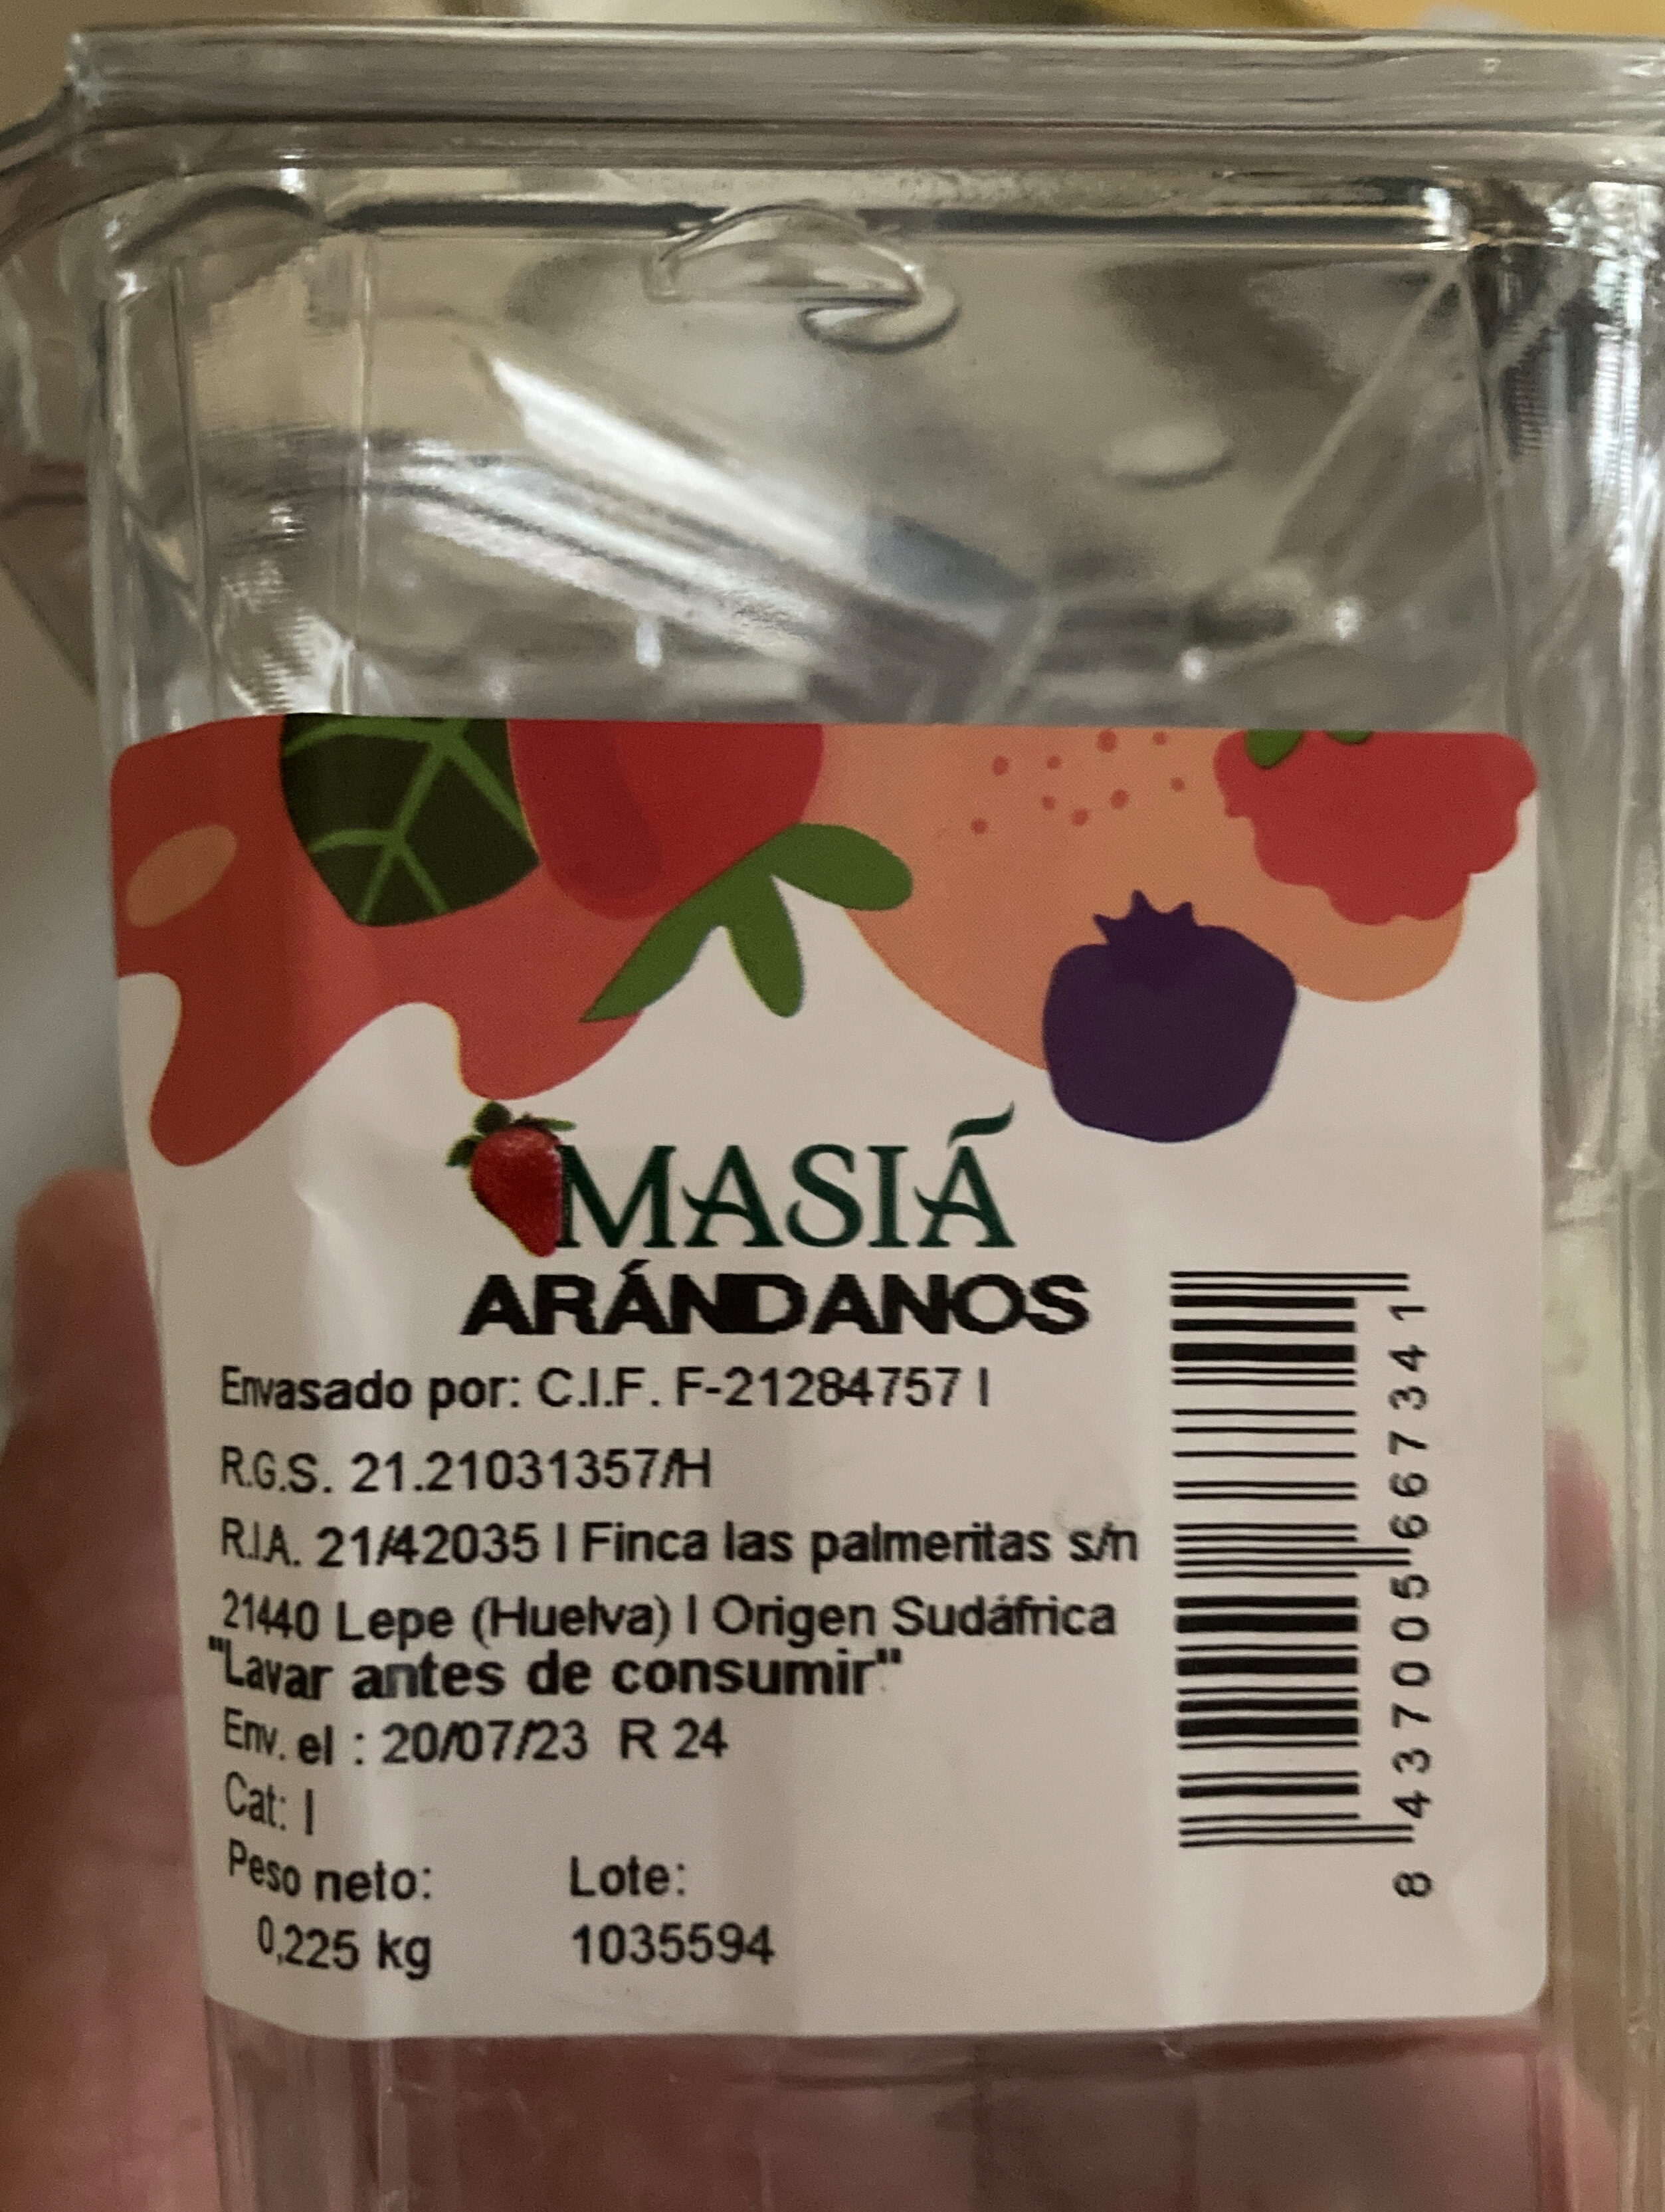 MASIÁ
ARÁNDANOS
Envasado por: C.I.F. F-21284757 I
R.G.S. 21.21031357/H
R.I.A. 21/42035 I Finca las palmeritas s/n
21440 Lepe (Huelva) I Origen Sudáfrica
"Lavar antes de consumir"
Env. el : 20/07/23 R 24
Cat: I
Peso neto: Lote:
0,225 kg 1035594
8 437005 667341